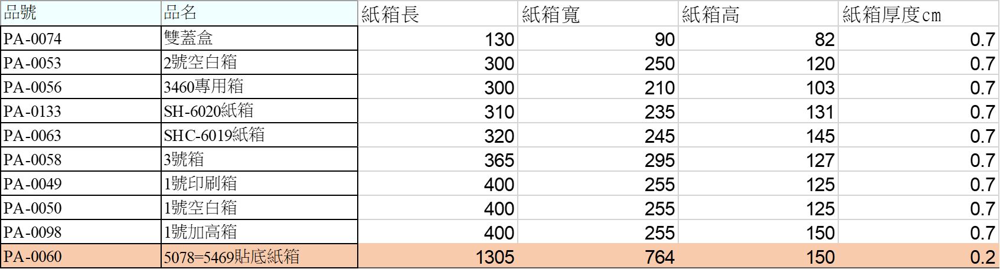 品號 品名 紙箱長 紙箱寬 紙箱高 紙箱厚度cm
PA-0074 雙蓋盒 130 90 82 0.7
PA-0053 2號空白箱 300 250 120 0.7
PA-0056 3460專用箱 300 210 103 0.7
PA-0133 SH-6020紙箱 310 235 131 0.7
PA-0063 SHC-6019紙箱 320 245 145 0.7
PA-0058 3號箱 365 295 127 0.7
PA-0049 1號印刷箱 400 255 125 0.7
PA-0050 1號空白箱 400 255 125 0.7
PA-0098 1號加高箱 400 255 150 0.7
PA-0060 5078=5469貼底紙箱 1305 764 150 0.2